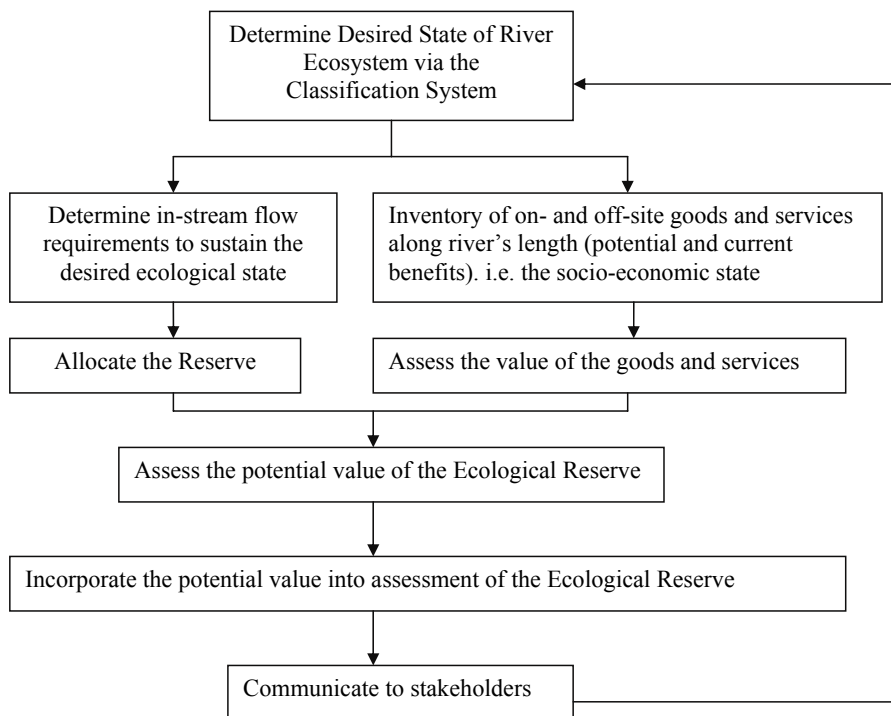 Determine Desired State of River
Ecosystem via the
Classification System
Determine in-stream flow
requirements to sustain the
desired ecological state
Inventory of on- and off-site goods and services
along river’s length (potential and current
benefits). i.e. the socio-economic state
Allocate the Reserve
Assess the value of the goods and services
Assess the potential value of the Ecological Reserve
Incorporate the potential value into assessment of the Ecological Reserve
Communicate to stakeholders